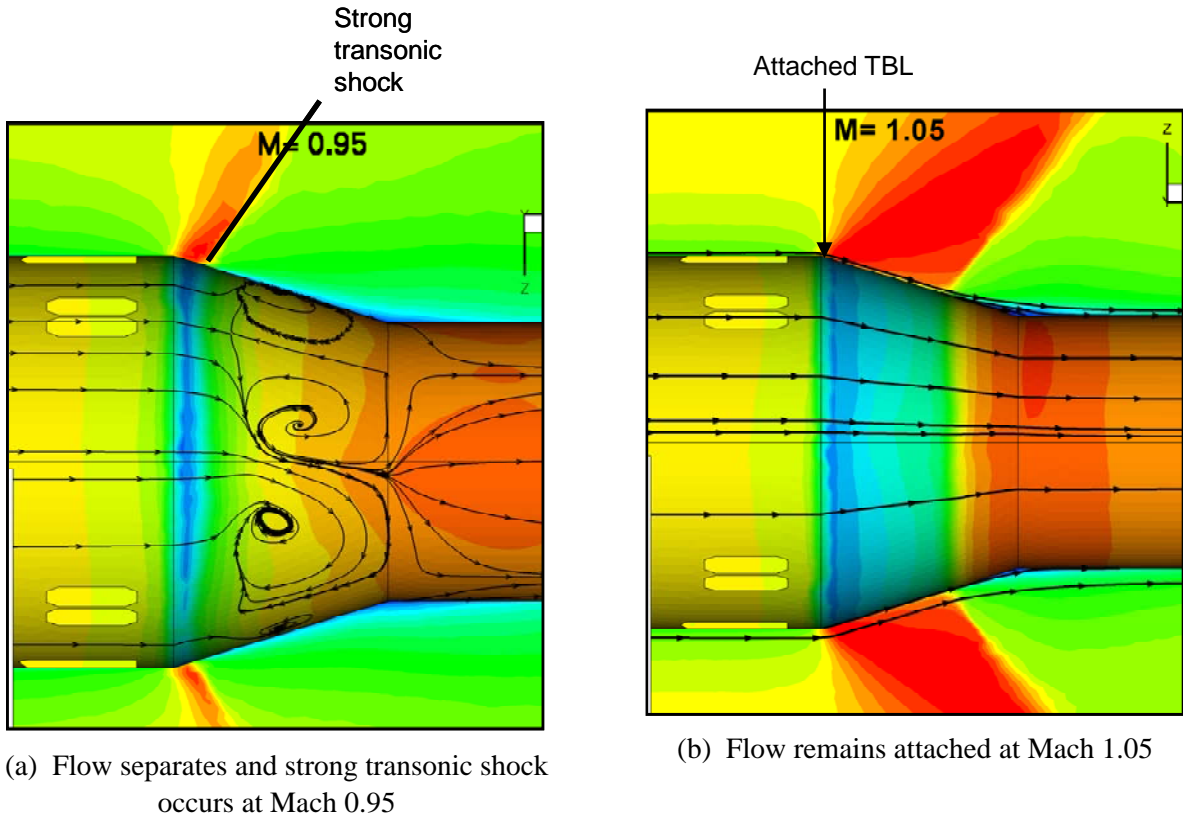 Strong
transonic
shock
M= 0.95
Z
(a) Flow separates and strong transonic shock
occurs at Mach 0.95
Attached TBL
M= 1.05
Z
(b) Flow remains attached at Mach 1.05